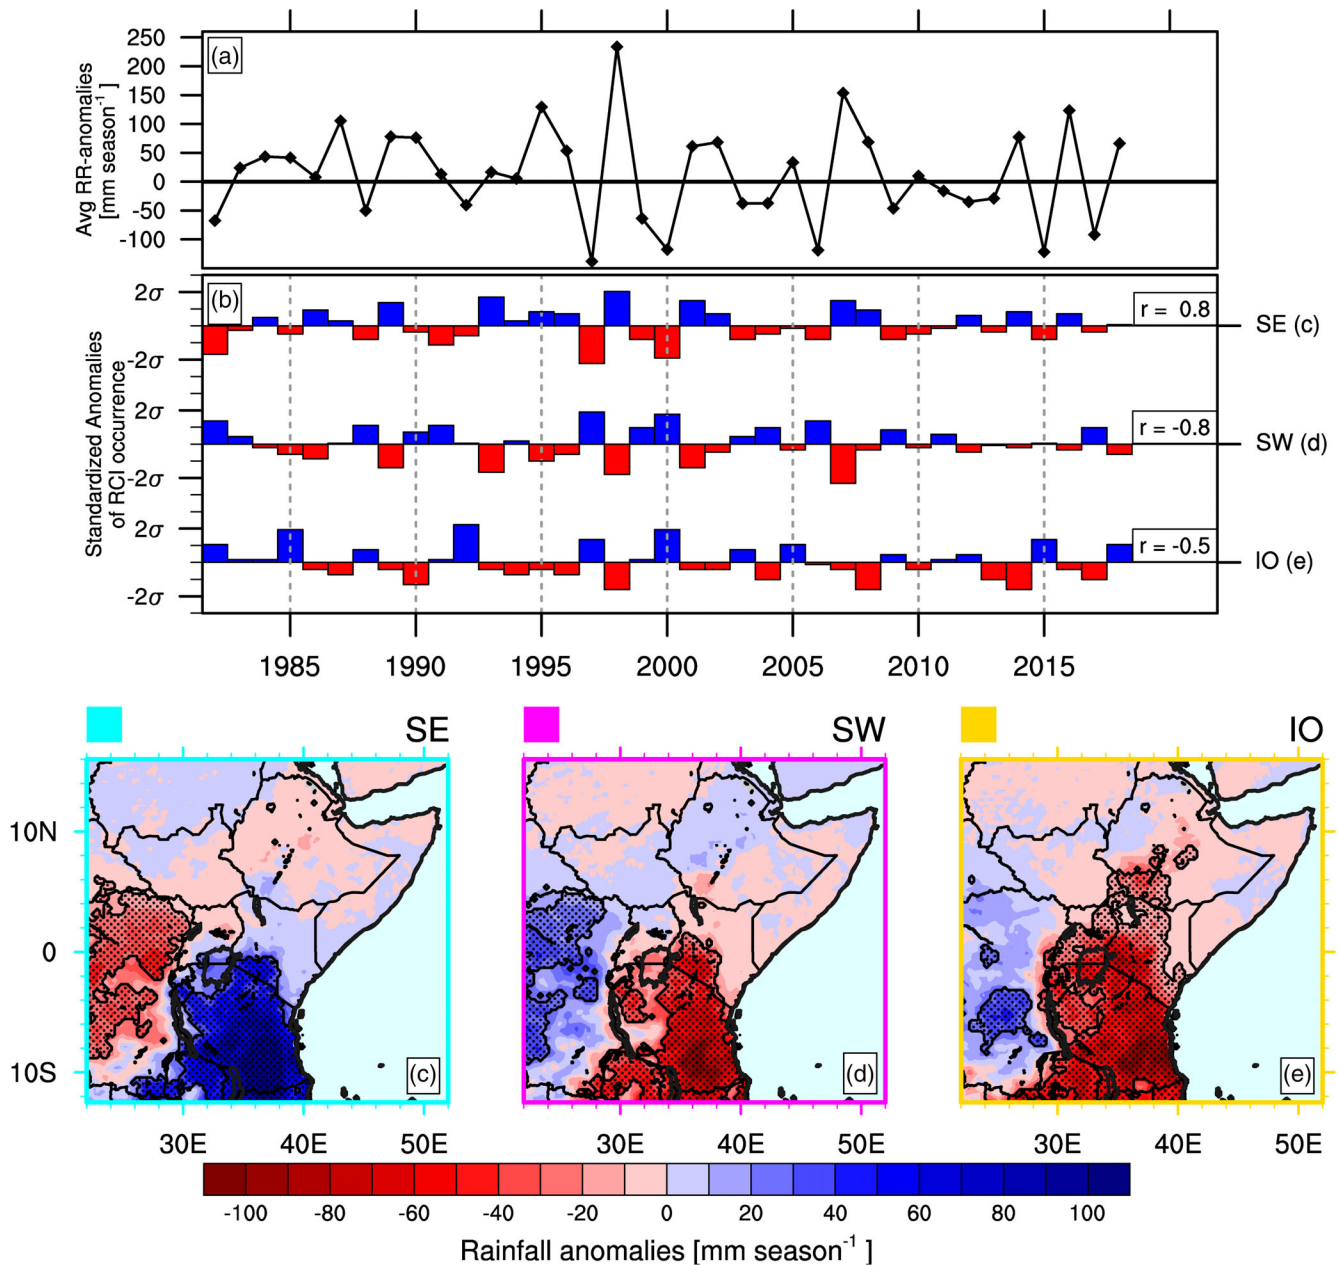 250
200
150
100
50
0
-50
-100
Avg RR-anomalies
[mm season-1 ]
(a)
(b)
2σ
-2σ
2σ
-2σ
2σ
-2σ
Standardized Anomalies
of RCI occurrence
r = 0.8
SE (c)
r = -0.8
SW (d)
r = -0.5
IO (e)
1985 1990 1995 2000 2005 2010 2015
SE SW IO
10N
0
10S
(c) (d) (e)
30E 40E 50E 30E 40E 50E 30E 40E 50E
-100 -80 -60 -40 -20 0 20 40 60 80 100
Rainfall anomalies [mm season-1 ]